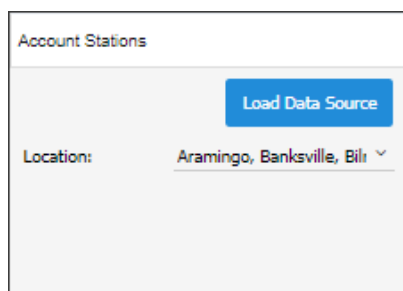 Account Stations
Load Data Source
Location:
Aramingo, Banksville,